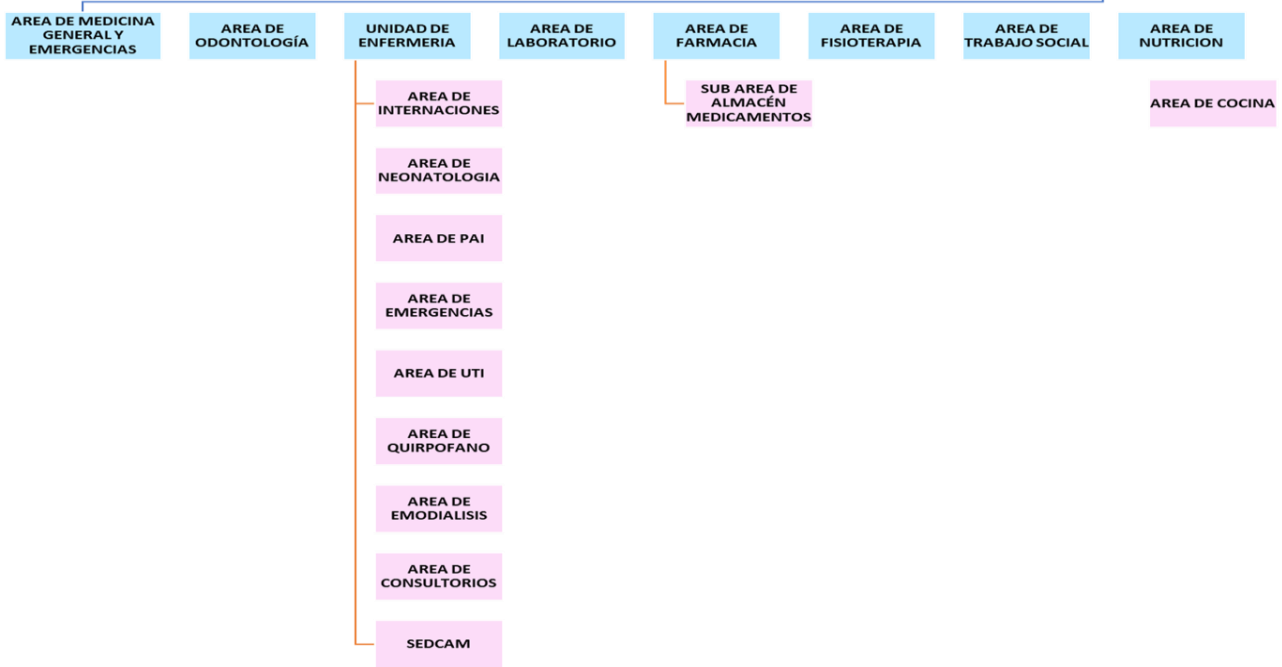 AREA DE MEDICINA
GENERAL Y
EMERGENCIAS
AREA DE
ODONTOLOGÍA
UNIDAD DE
ENFERMERIA
AREA DE
LABORATORIO
AREA DE
FARMACIA
AREA DE
FISIOTERAPIA
AREA DE
TRABAJO SOCIAL
AREA DE
NUTRICION
AREA DE
INTERNACIONES
SUB AREA DE
ALMACÉN
MEDICAMENTOS
AREA DE COCINA
AREA DE
NEONATOLOGIA
AREA DE PAI
AREA DE
EMERGENCIAS
AREA DE UTI
AREA DE
QUIRPOFANO
AREA DE
EMODIALISIS
AREA DE
CONSULTORIOS
SEDCAM